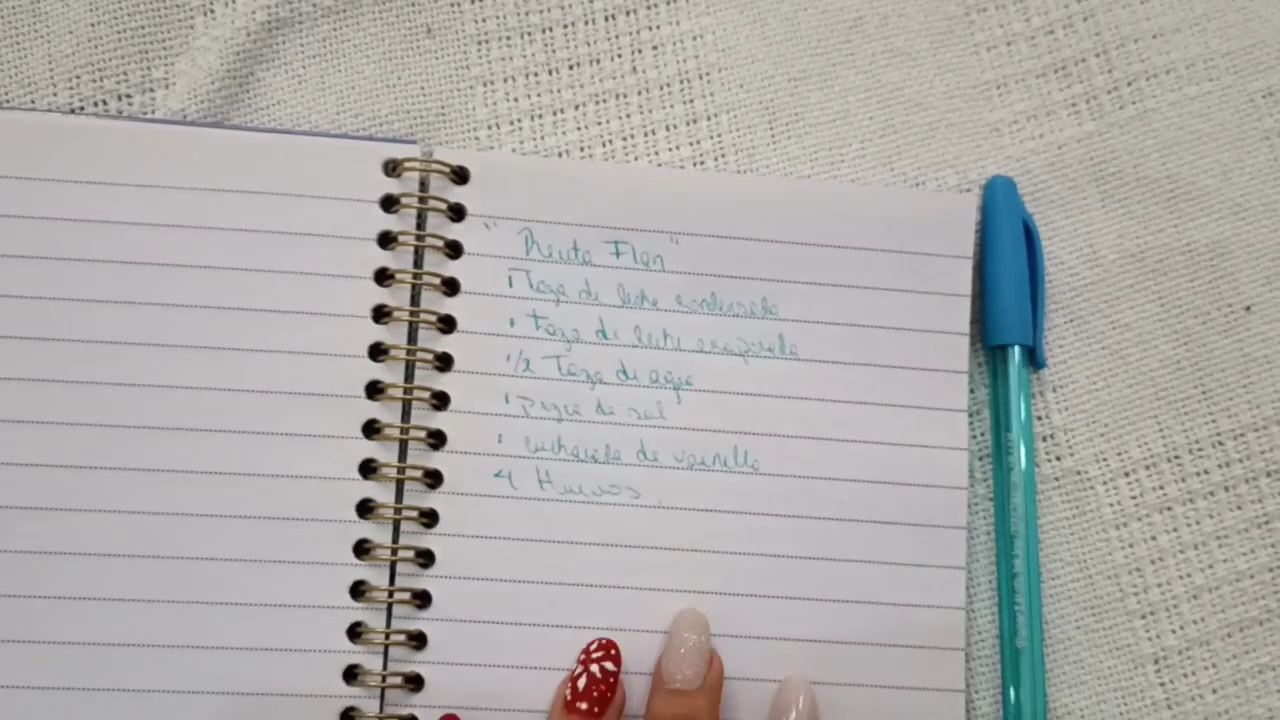 " Receta Flan "
1 Taza de leche condensada
1 Taza de leche evaporada
1/2 Taza de agua
1 Pizca de sal
1 cucharada de vainilla
4 Huevos.